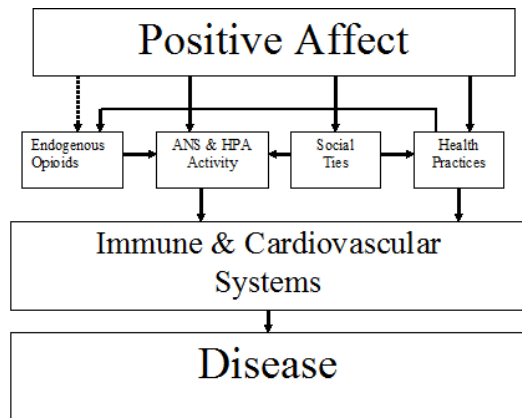 Positive Affect
Endogenous
Opioids
ANS & HPA
Activity
Social
Ties
Health
Practices
Immune & Cardiovascular
Systems
Disease